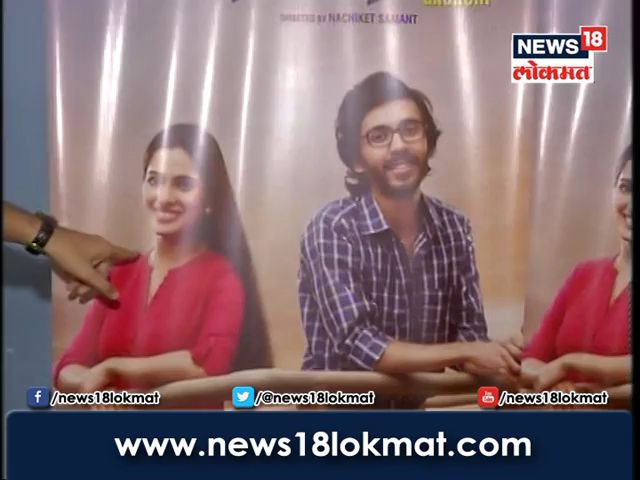 DIRECTED BY NACHIKET SAMANT
NEWS 18
लोकमत
/news18lokmat
/@news18lokmat
/news18lokmat
www.news18lokmat.com